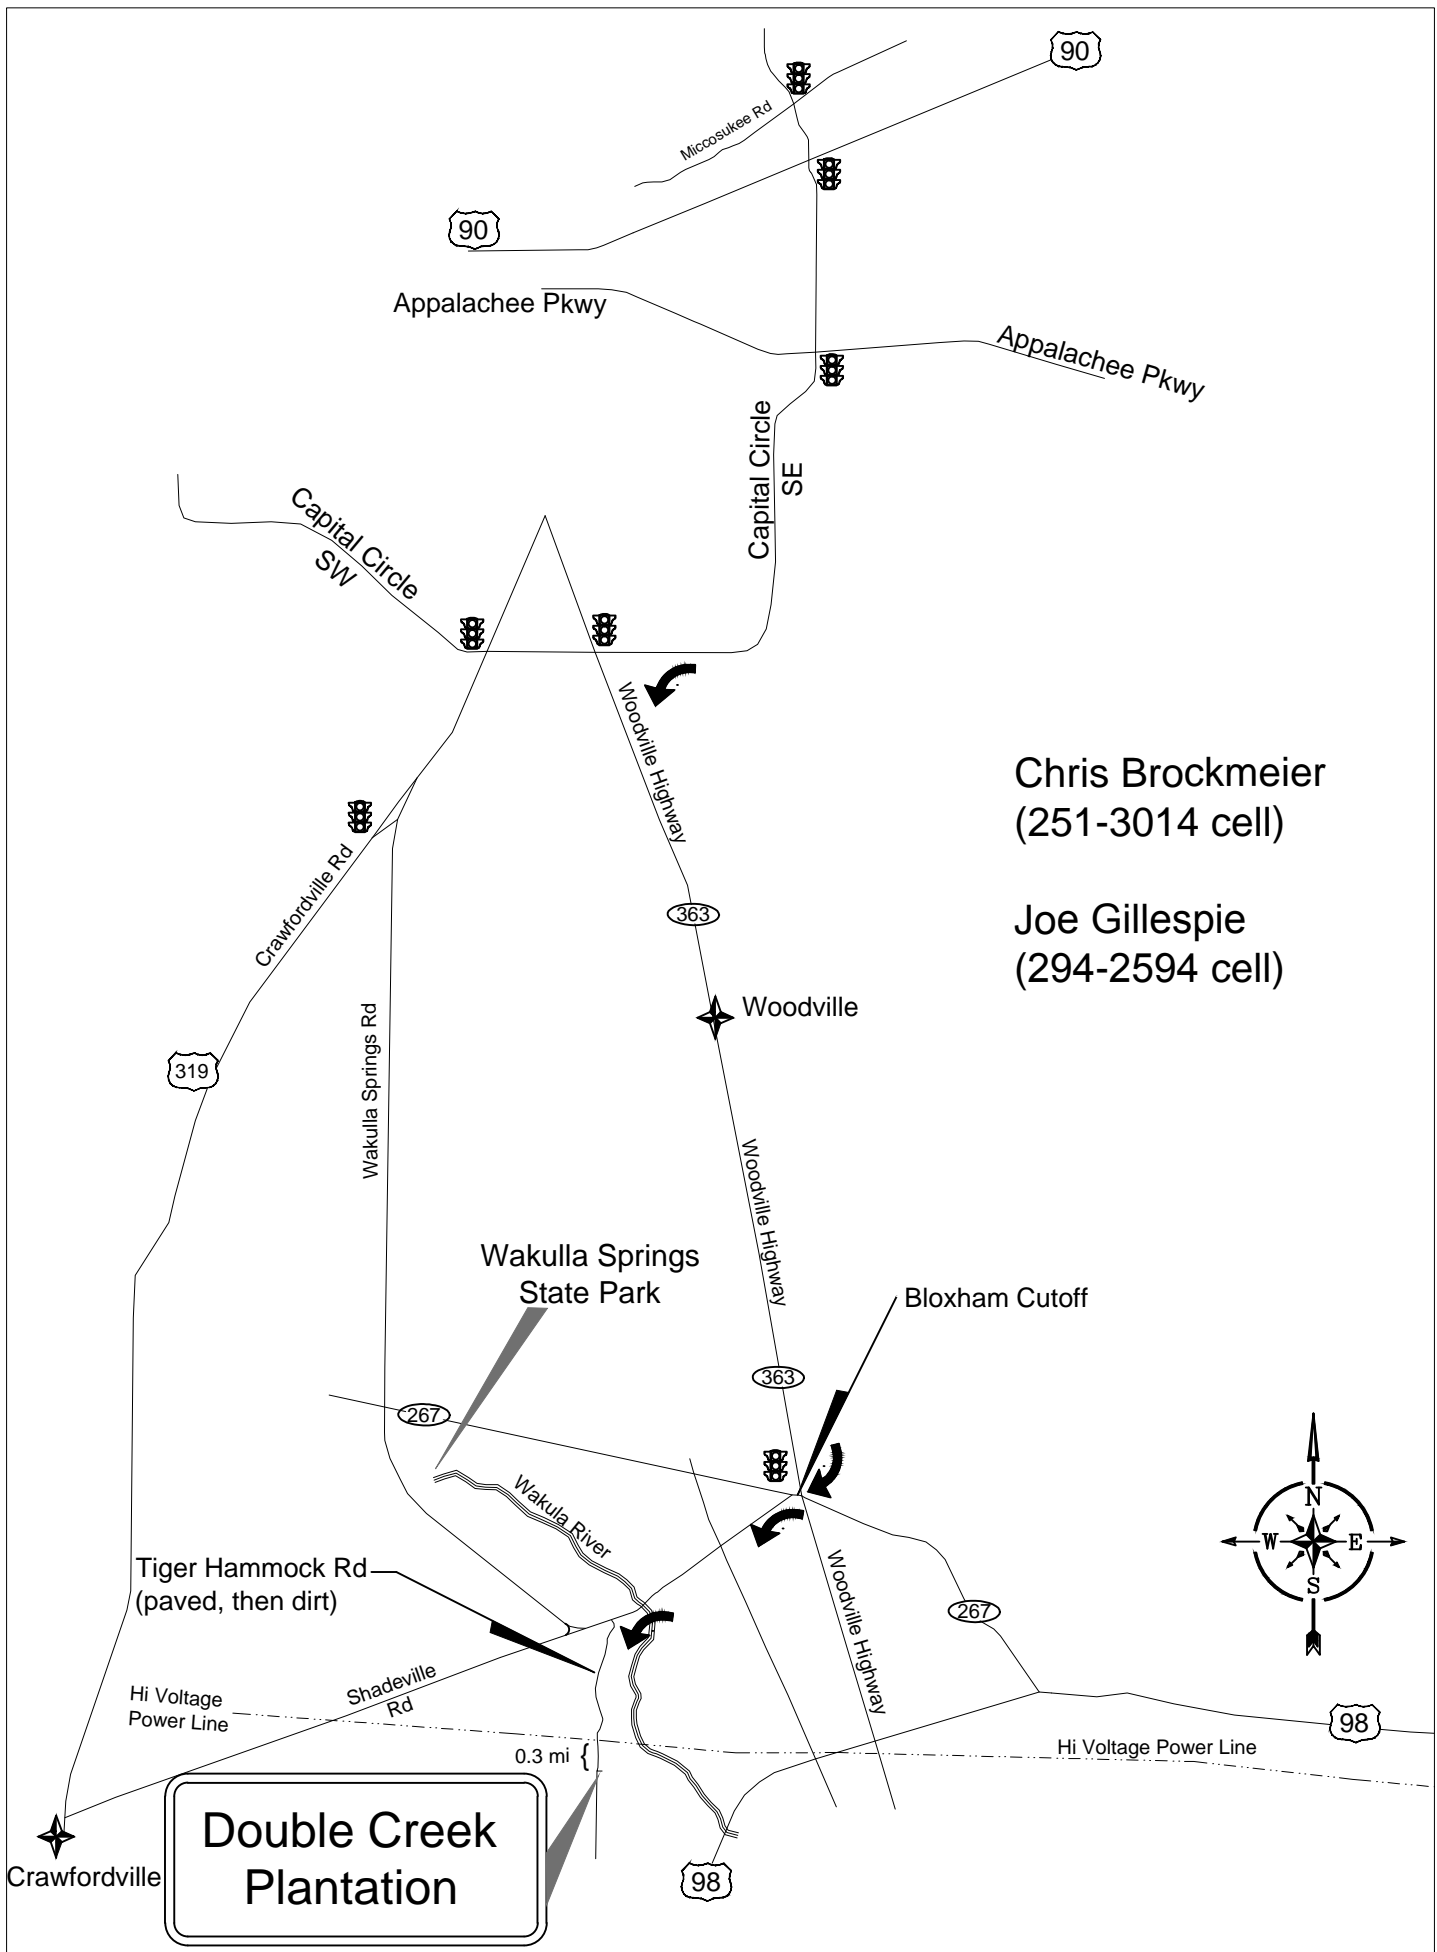 90
Miccosukee Rd
90
Appalachee Pkwy
Appalachee Pkwy
Capital Circle
SE
Capital Circle
SW
Woodville Highway
Chris Brockmeier
(251-3014 cell)
Joe Gillespie
(294-2594 cell)
Crawfordville Rd
363
Woodville
319
Wakulla Springs Rd
Woodville Highway
Wakulla Springs
State Park
Bloxham Cutoff
363
267
Wakula River
N
W
E
S
Tiger Hammock Rd
(paved, then dirt)
Woodville Highway
267
Shadeville
Rd
Hi Voltage
Power Line
98
0.3 mi {
Hi Voltage Power Line
Double Creek
Plantation
Crawfordville
98